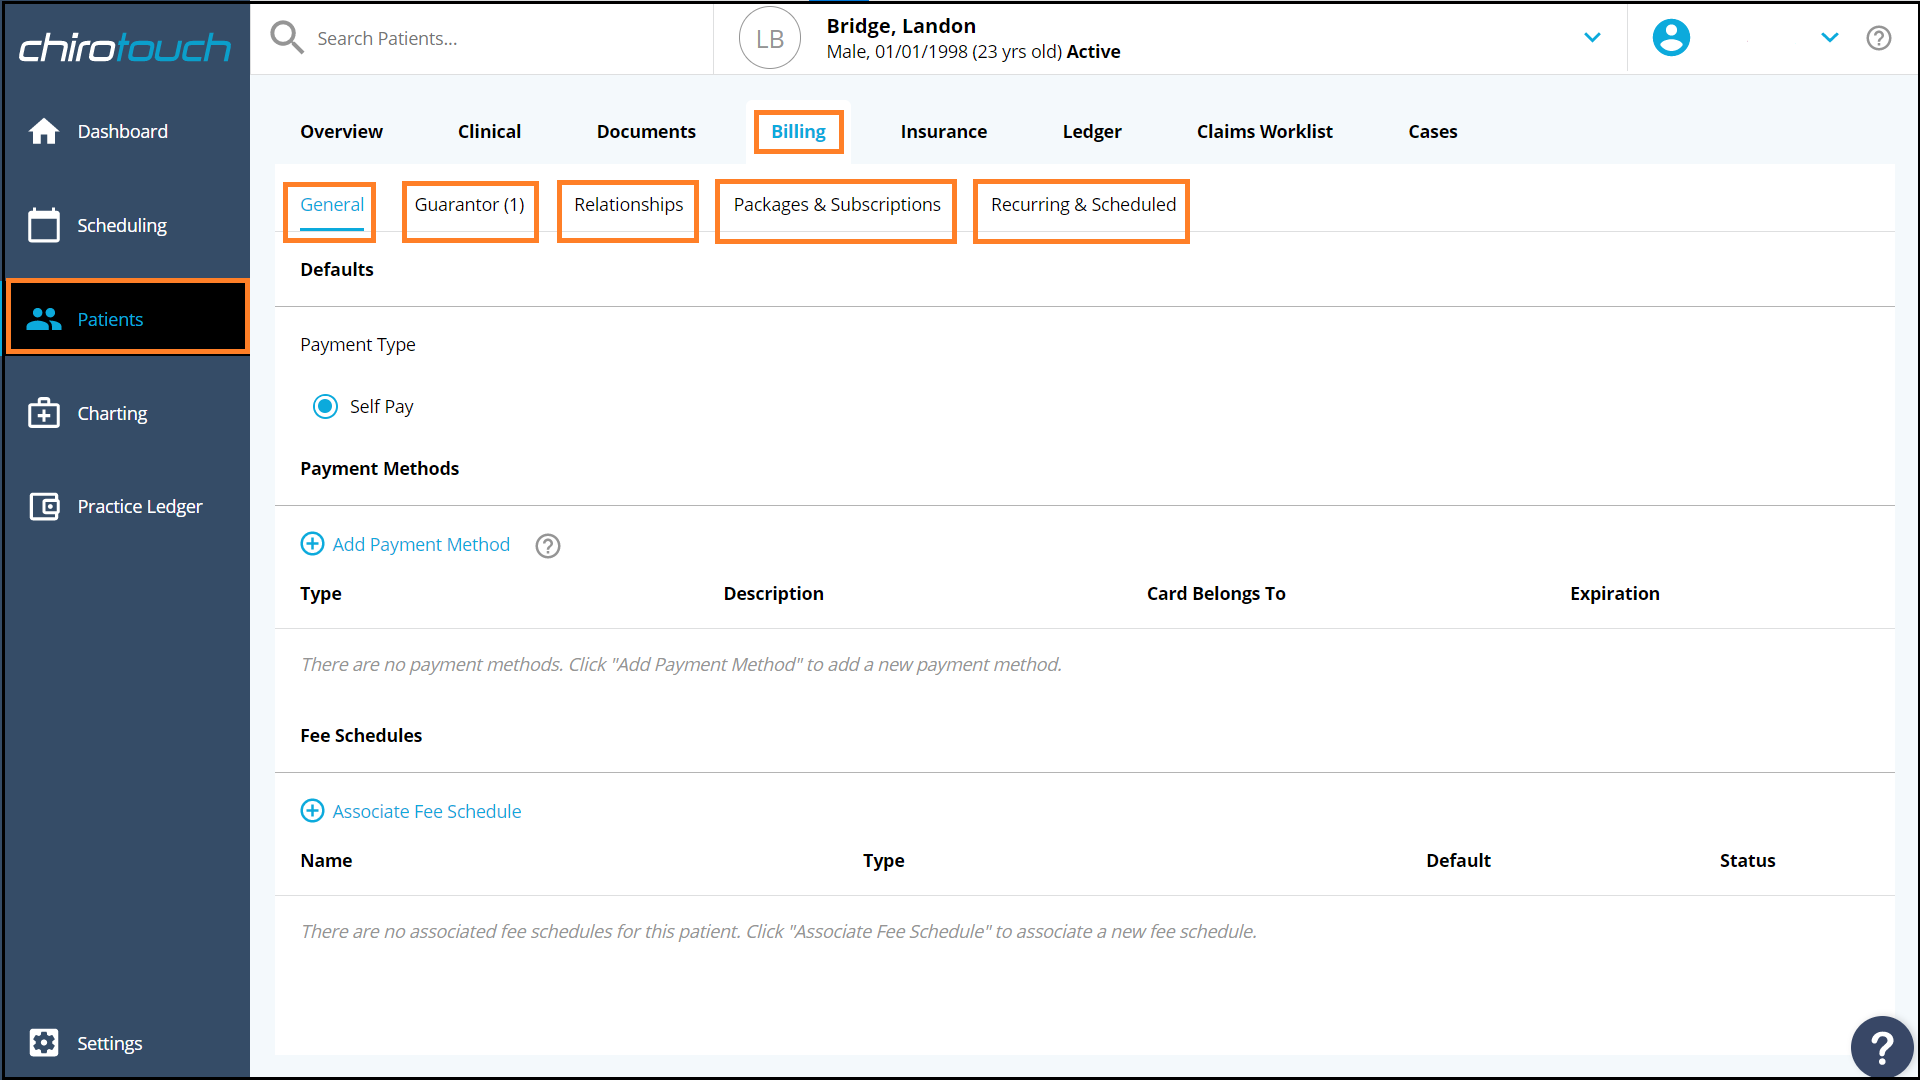 chirotouch
Search Patients...
LB
Bridge, Landon
Male, 01/01/1998 (23 yrs old) Active
Dashboard
Scheduling
Patients
Charting
Practice Ledger
Settings
Overview
Clinical
Documents
Billing
Insurance
Ledger
Claims Worklist
Cases
General
Guarantor (1)
Relationships
Packages & Subscriptions
Recurring & Scheduled
Defaults
Payment Type
Self Pay
Payment Methods
Add Payment Method
Type
Description
Card Belongs To
Expiration
There are no payment methods. Click "Add Payment Method" to add a new payment method.
Fee Schedules
Associate Fee Schedule
Name
Type
Default
Status
There are no associated fee schedules for this patient. Click "Associate Fee Schedule" to associate a new fee schedule.